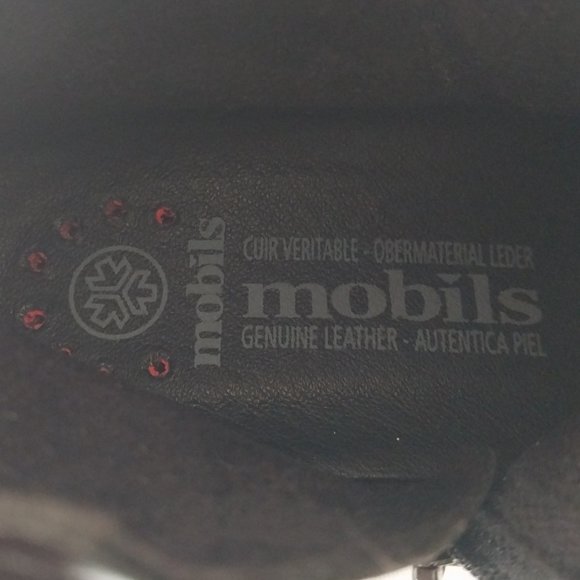 mobils
CUIR VERITABLE - OBERMATERIAL LEDER
mobils
GENUINE LEATHER - AUTENTICA PIEL